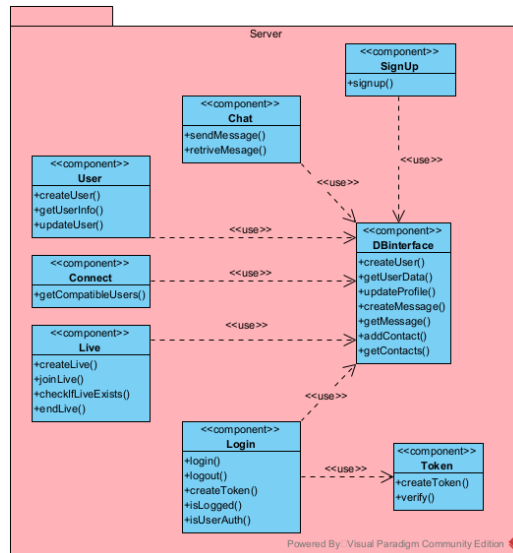 Server
<<component>>
SignUp
+signup()
<<component>>
Chat
+sendMessage()
+retriveMesage()
<<use>>
<<component>>
User
+createUser()
+getUserInfo()
+updateUser()
<<use>>
<<use>>
<<component>>
DBinterface
+createUser()
+getUserData()
+updateProfile()
+createMessage()
+getMessage()
+addContact()
+getContacts()
<<component>>
Connect
+getCompatibleUsers()
<<use>>
<<component>>
Live
+createLive()
+joinLive()
+checkIfLiveExists()
+endLive()
<<use>>
<<use>>
<<component>>
Login
+login()
+logout()
+createToken()
+isLogged()
+isUserAuth()
<<use>>
<<component>>
Token
+createToken()
+verify()
Powered By Visual Paradigm Community Edition